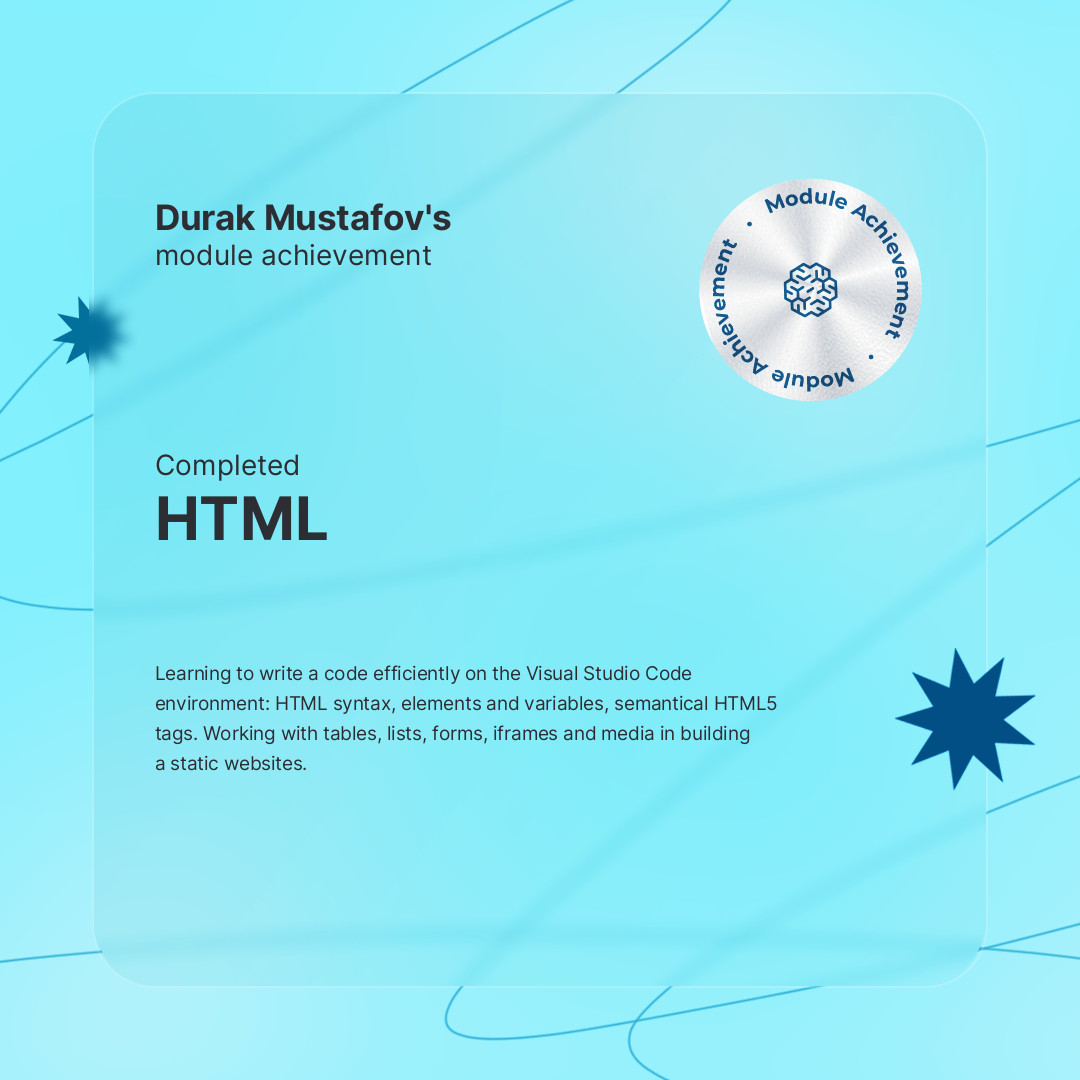 Durak Mustafov's
module achievement
Module Achievement • Module Achievement •
Completed
HTML
Learning to write a code efficiently on the Visual Studio Code
environment: HTML syntax, elements and variables, semantical HTML5
tags. Working with tables, lists, forms, iframes and media in building
a static websites.